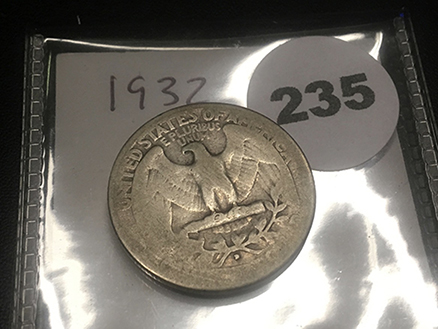 1932
235
UNITED STATES OF AMERICA
E PLURIBUS
UNUM